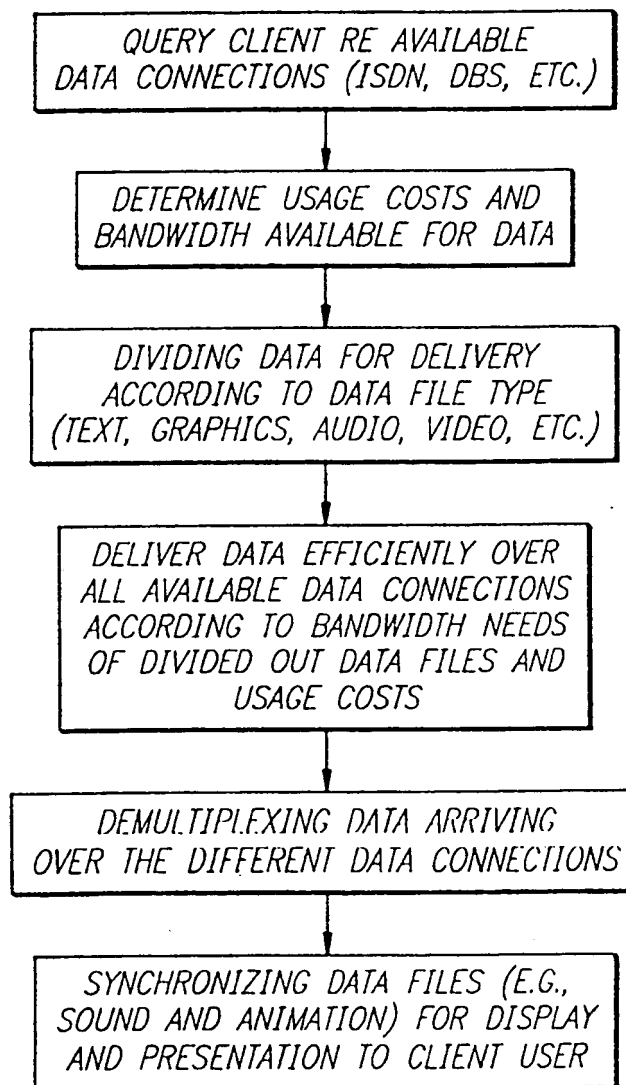 QUERY CLIENT RE AVAILABLE
DATA CONNECTIONS (ISDN, DBS, ETC.)
DETERMINE USAGE COSTS AND
BANDWIDTH AVAILABLE FOR DATA
DIVIDING DATA FOR DELIVERY
ACCORDING TO DATA FILE TYPE
(TEXT, GRAPHICS, AUDIO, VIDEO, ETC.)
DELIVER DATA EFFICIENTLY OVER
ALL AVAILABLE DATA CONNECTIONS
ACCORDING TO BANDWIDTH NEEDS
OF DIVIDED OUT DATA FILES AND
USAGE COSTS
DEMULTIPLEXING DATA ARRIVING
OVER THE DIFFERENT DATA CONNECTIONS
SYNCHRONIZING DATA FILES (E.G.,
SOUND AND ANIMATION) FOR DISPLAY
AND PRESENTATION TO CLIENT USER